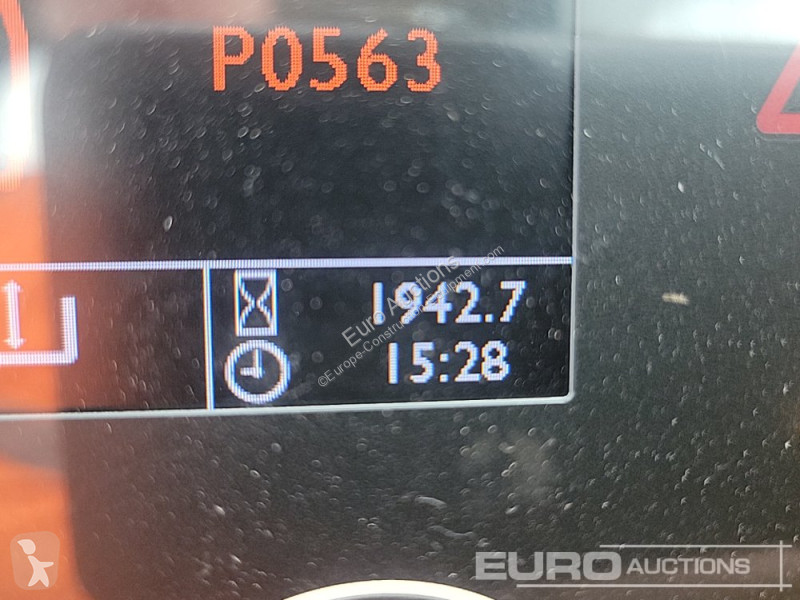 P0563
1942.7
15:28
Euro Auctions
©Europe-Construction-Equipment.com
EURO AUCTIONS